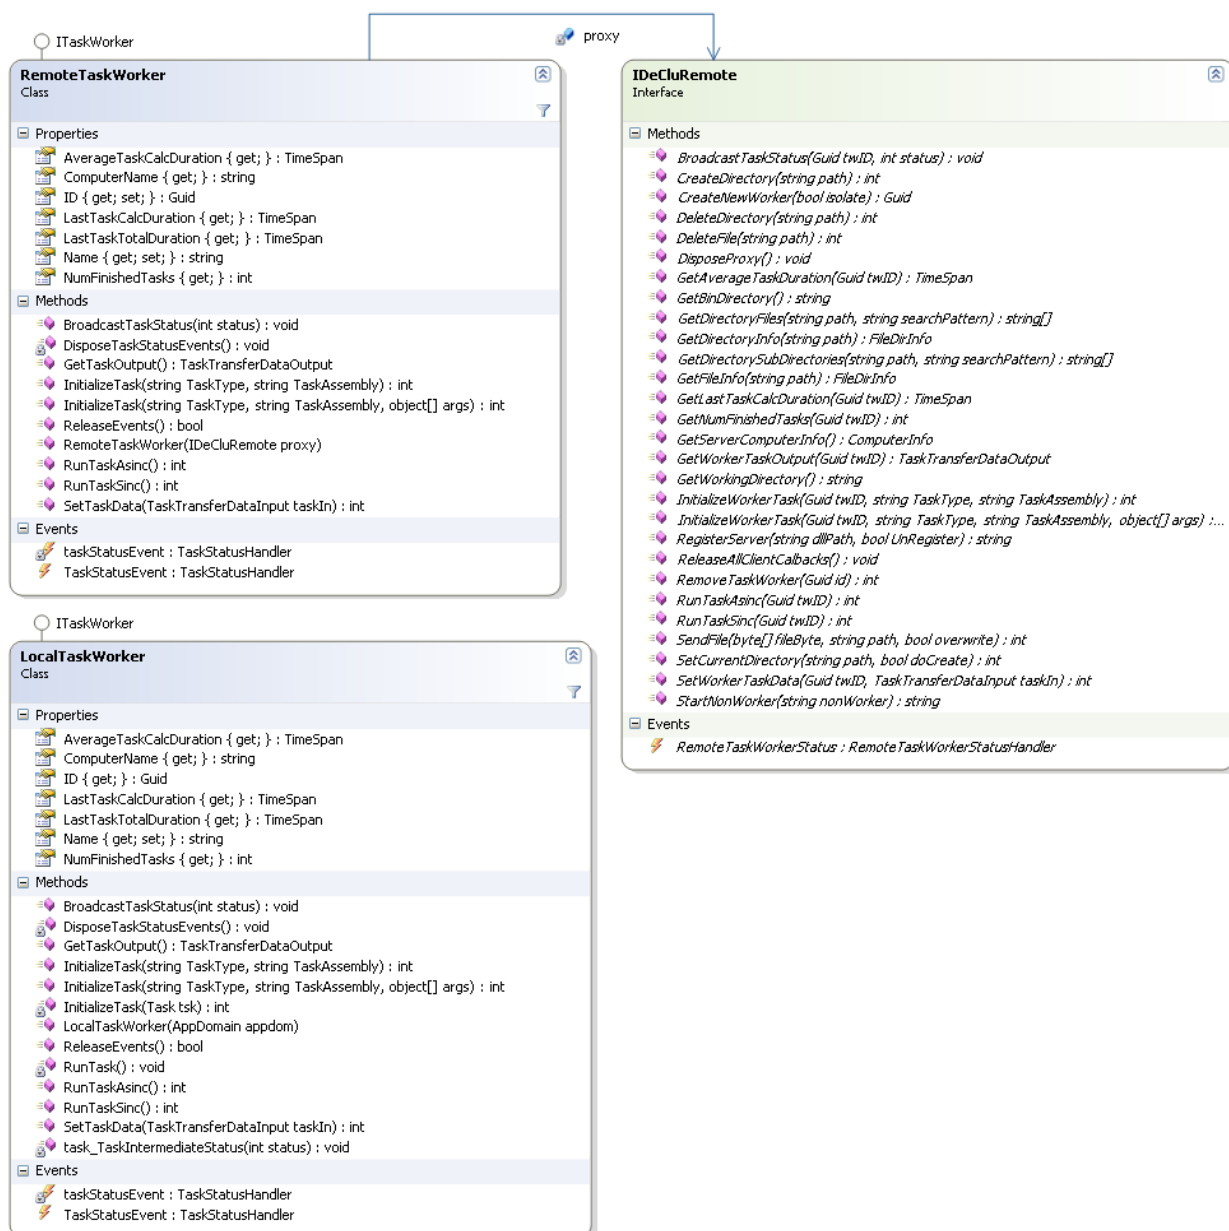 ITaskWorker
proxy
RemoteTaskWorker
Class
Properties
AverageTaskCalcDuration { get; } : TimeSpan
ComputerName { get; } : string
ID { get; set; } : Guid
LastTaskCalcDuration { get; } : TimeSpan
LastTaskTotalDuration { get; } : TimeSpan
Name { get; set; } : string
NumFinishedTasks { get; } : int
Methods
BroadcastTaskStatus(int status) : void
DisposeTaskStatusEvents() : void
GetTaskOutput() : TaskTransferDataOutput
InitializeTask(string TaskType, string TaskAssembly) : int
InitializeTask(string TaskType, string TaskAssembly, object[] args) : int
ReleaseEvents() : bool
RemoteTaskWorker(IDeCluRemote proxy)
RunTaskAsinc() : int
RunTaskSinc() : int
SetTaskData(TaskTransferDataInput taskIn) : int
Events
taskStatusEvent : TaskStatusHandler
TaskStatusEvent : TaskStatusHandler
ITaskWorker
LocalTaskWorker
Class
Properties
AverageTaskCalcDuration { get; } : TimeSpan
ComputerName { get; } : string
ID { get; } : Guid
LastTaskCalcDuration { get; } : TimeSpan
LastTaskTotalDuration { get; } : TimeSpan
Name { get; set; } : string
NumFinishedTasks { get; } : int
Methods
BroadcastTaskStatus(int status) : void
DisposeTaskStatusEvents() : void
GetTaskOutput() : TaskTransferDataOutput
InitializeTask(string TaskType, string TaskAssembly) : int
InitializeTask(string TaskType, string TaskAssembly, object[] args) : int
InitializeTask(Task tsk) : int
LocalTaskWorker(AppDomain appdom)
ReleaseEvents() : bool
RunTask() : void
RunTaskAsinc() : int
RunTaskSinc() : int
SetTaskData(TaskTransferDataInput taskIn) : int
task_TaskIntermediateStatus(int status) : void
Events
taskStatusEvent : TaskStatusHandler
TaskStatusEvent : TaskStatusHandler
IDeCluRemote
Interface
Methods
BroadcastTaskStatus(Guid twID, int status) : void
CreateDirectory(string path) : int
CreateNewWorker(bool isolate) : Guid
DeleteDirectory(string path) : int
DeleteFile(string path) : int
DisposeProxy() : void
GetAverageTaskDuration(Guid twID) : TimeSpan
GetBinDirectory() : string
GetDirectoryFiles(string path, string searchPattern) : string[]
GetDirectoryInfo(string path) : FileDirInfo
GetDirectorySubDirectories(string path, string searchPattern) : string[]
GetFileInfo(string path) : FileDirInfo
GetLastTaskCalcDuration(Guid twID) : TimeSpan
GetNumFinishedTasks(Guid twID) : int
GetServerComputerInfo() : ComputerInfo
GetWorkerTaskOutput(Guid twID) : TaskTransferDataOutput
GetWorkingDirectory() : string
InitializeWorkerTask(Guid twID, string TaskType, string TaskAssembly) : int
InitializeWorkerTask(Guid twID, string TaskType, string TaskAssembly, object[] args) :...
RegisterServer(string dllPath, bool UnRegister) : string
ReleaseAllClientCalbacks() : void
RemoveTaskWorker(Guid id) : int
RunTaskAsinc(Guid twID) : int
RunTaskSinc(Guid twID) : int
SendFile(byte[] fileByte, string path, bool overwrite) : int
SetCurrentDirectory(string path, bool doCreate) : int
SetWorkerTaskData(Guid twID, TaskTransferDataInput taskIn) : int
StartNonWorker(string nonWorker) : string
Events
RemoteTaskWorkerStatus : RemoteTaskWorkerStatusHandler